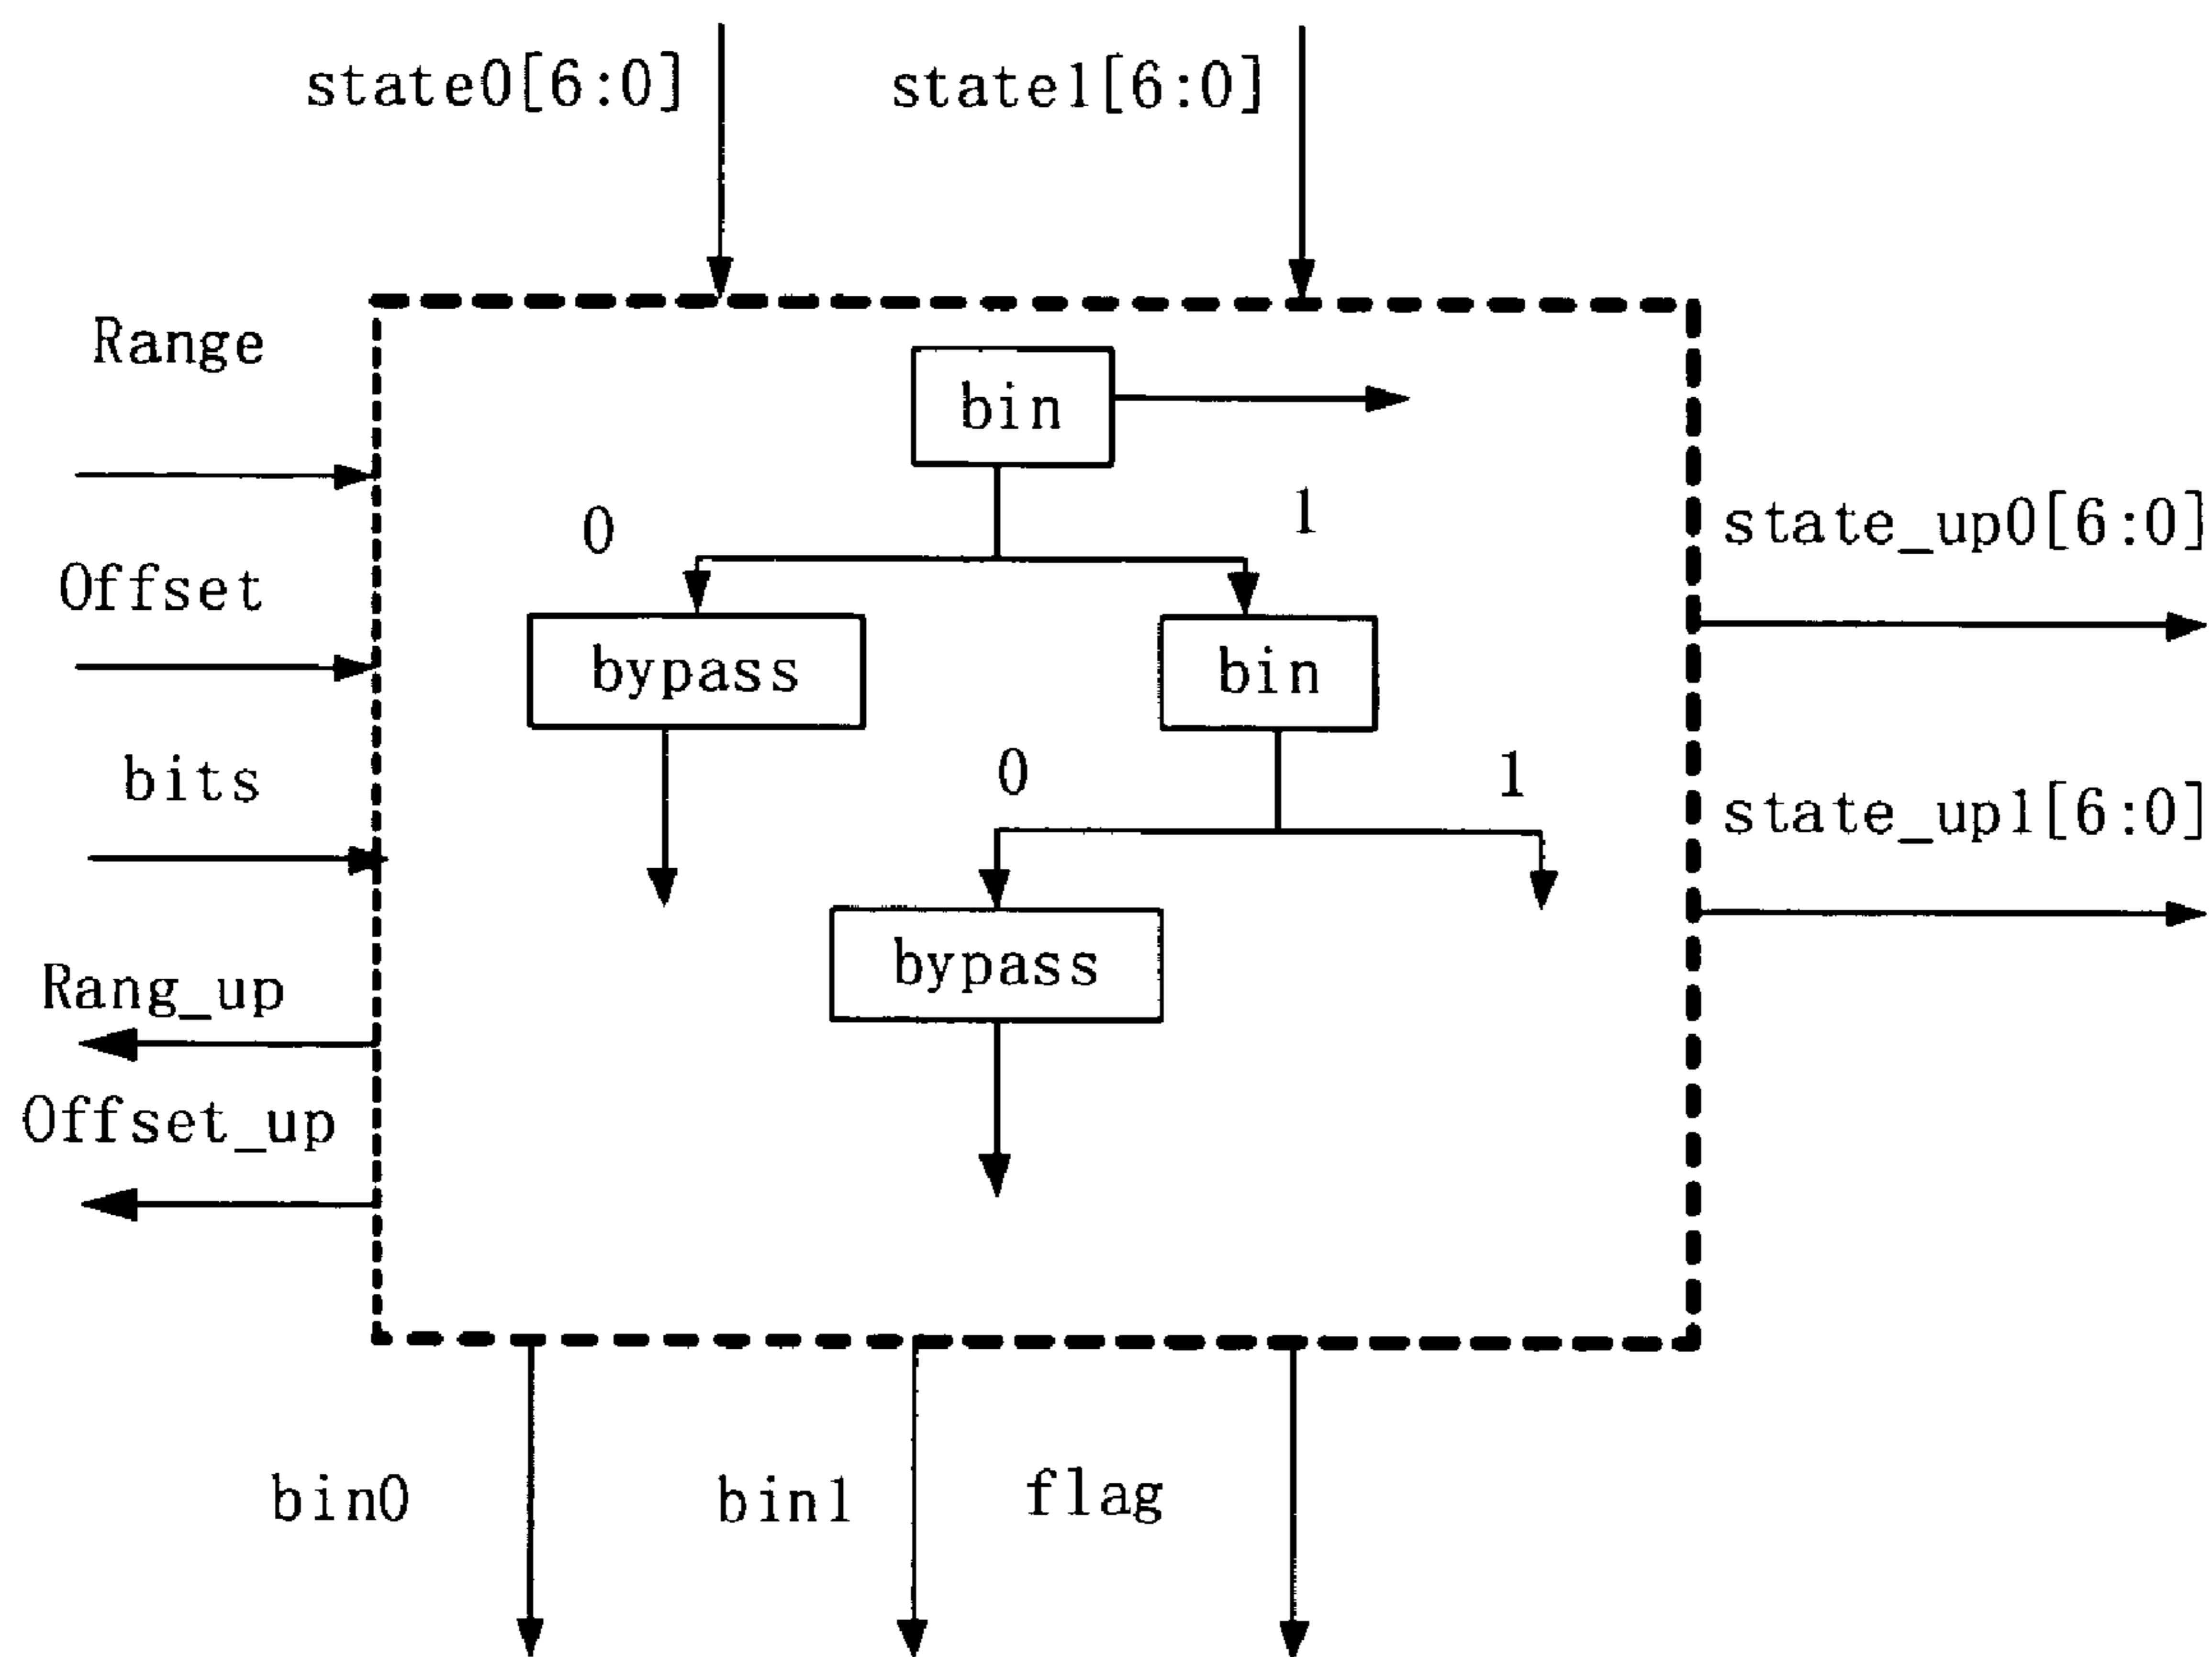 state0[6:0]
state1[6:0]
Range
bin
0
1
state_up0[6:0]
Offset
bypass
bin
bits
0
1
state_up1[6:0]
bypass
Rang_up
Offset_up
bin0
bin1
flag